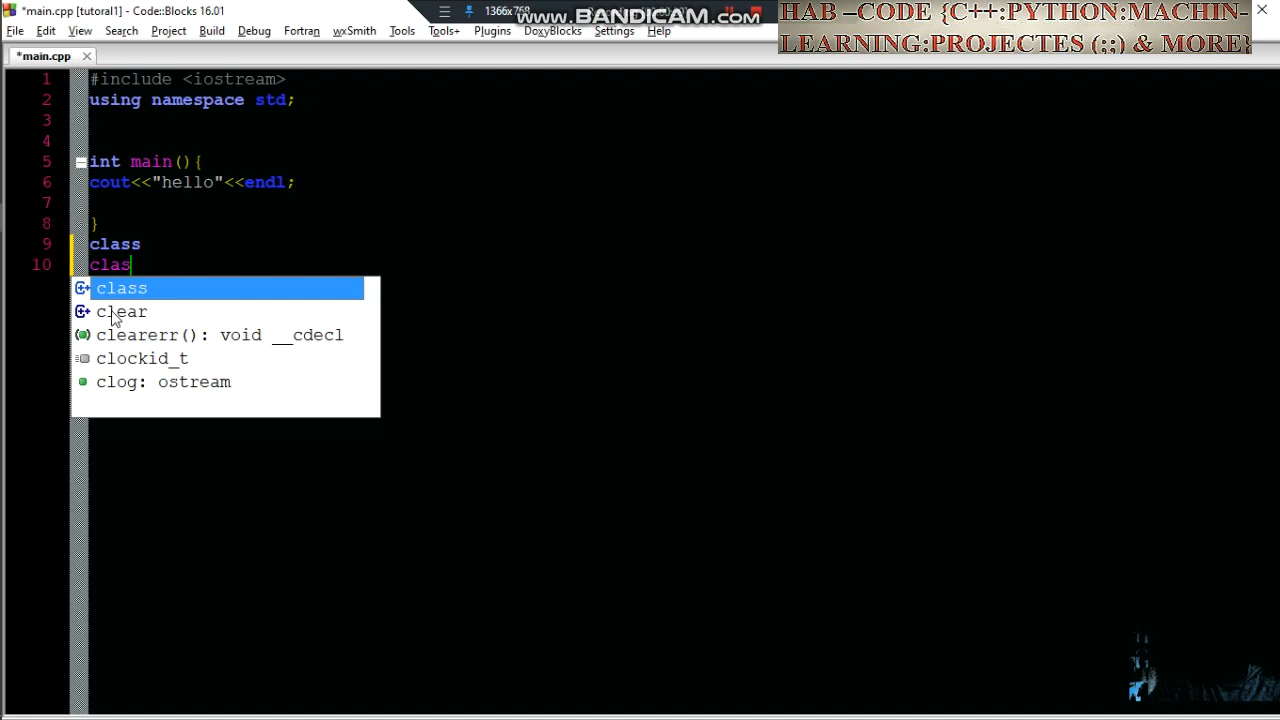 *main.cpp [tutoral1] - Code::Blocks 16.01
1366x768
www.BANDICAM.com
HAB –CODE {C++:PYTHON:MACHIN-
LEARNING:PROJECTES (;;) & MORE}
File Edit View Search Project Build Debug Fortran wxSmith Tools Tools+ Plugins DoxyBlocks Settings Help
*main.cpp
1 #include <iostream>
2 using namespace std;
3
4
5 int main(){
6 cout<<"hello"<<endl;
7
8 }
9 class
10 clas
class
clear
clearerr(): void __cdecl
clockid_t
clog: ostream